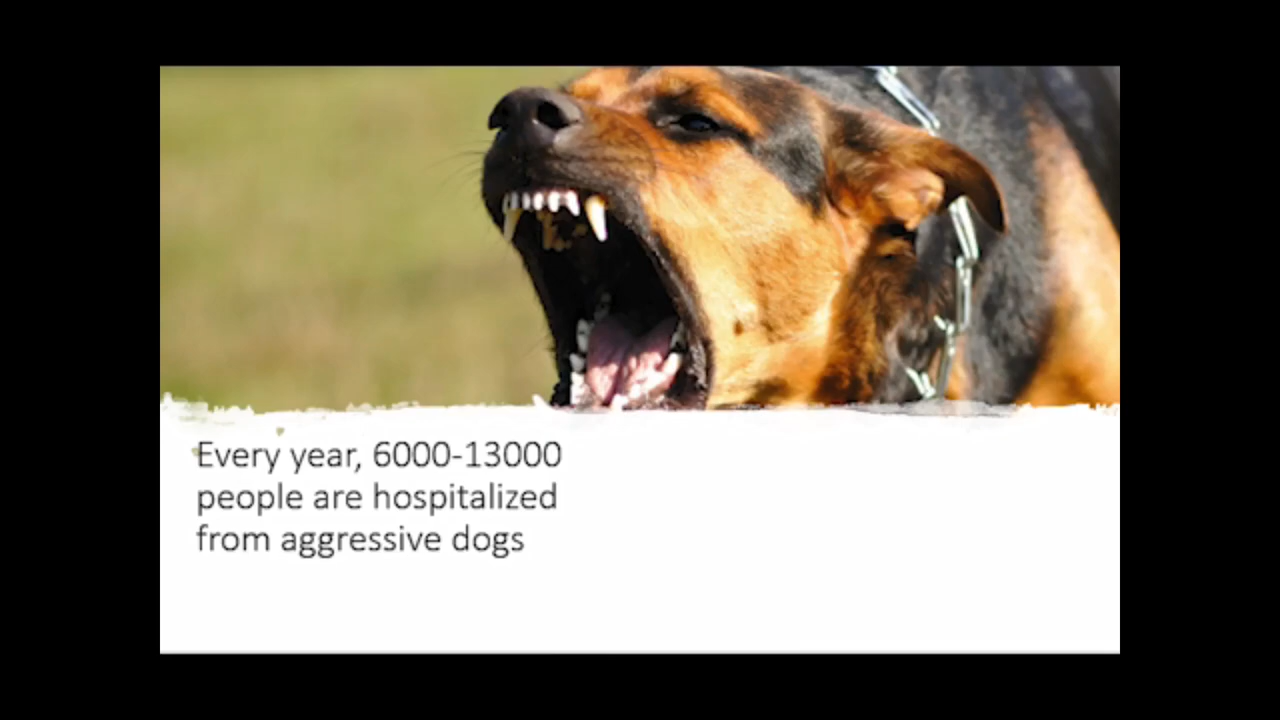 Every year, 6000-13000
people are hospitalized
from aggressive dogs